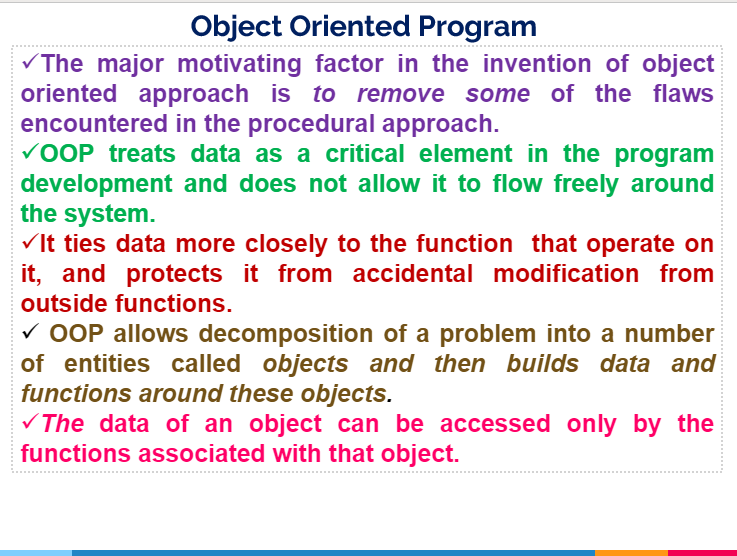 Object Oriented Program
✓The major motivating factor in the invention of object
oriented approach is to remove some of the flaws
encountered in the procedural approach.
✓OOP treats data as a critical element in the program
development and does not allow it to flow freely around
the system.
✓It ties data more closely to the function that operate on
it, and protects it from accidental modification from
outside functions.
✓ OOP allows decomposition of a problem into a number
of entities called objects and then builds data and
functions around these objects.
✓The data of an object can be accessed only by the
functions associated with that object.